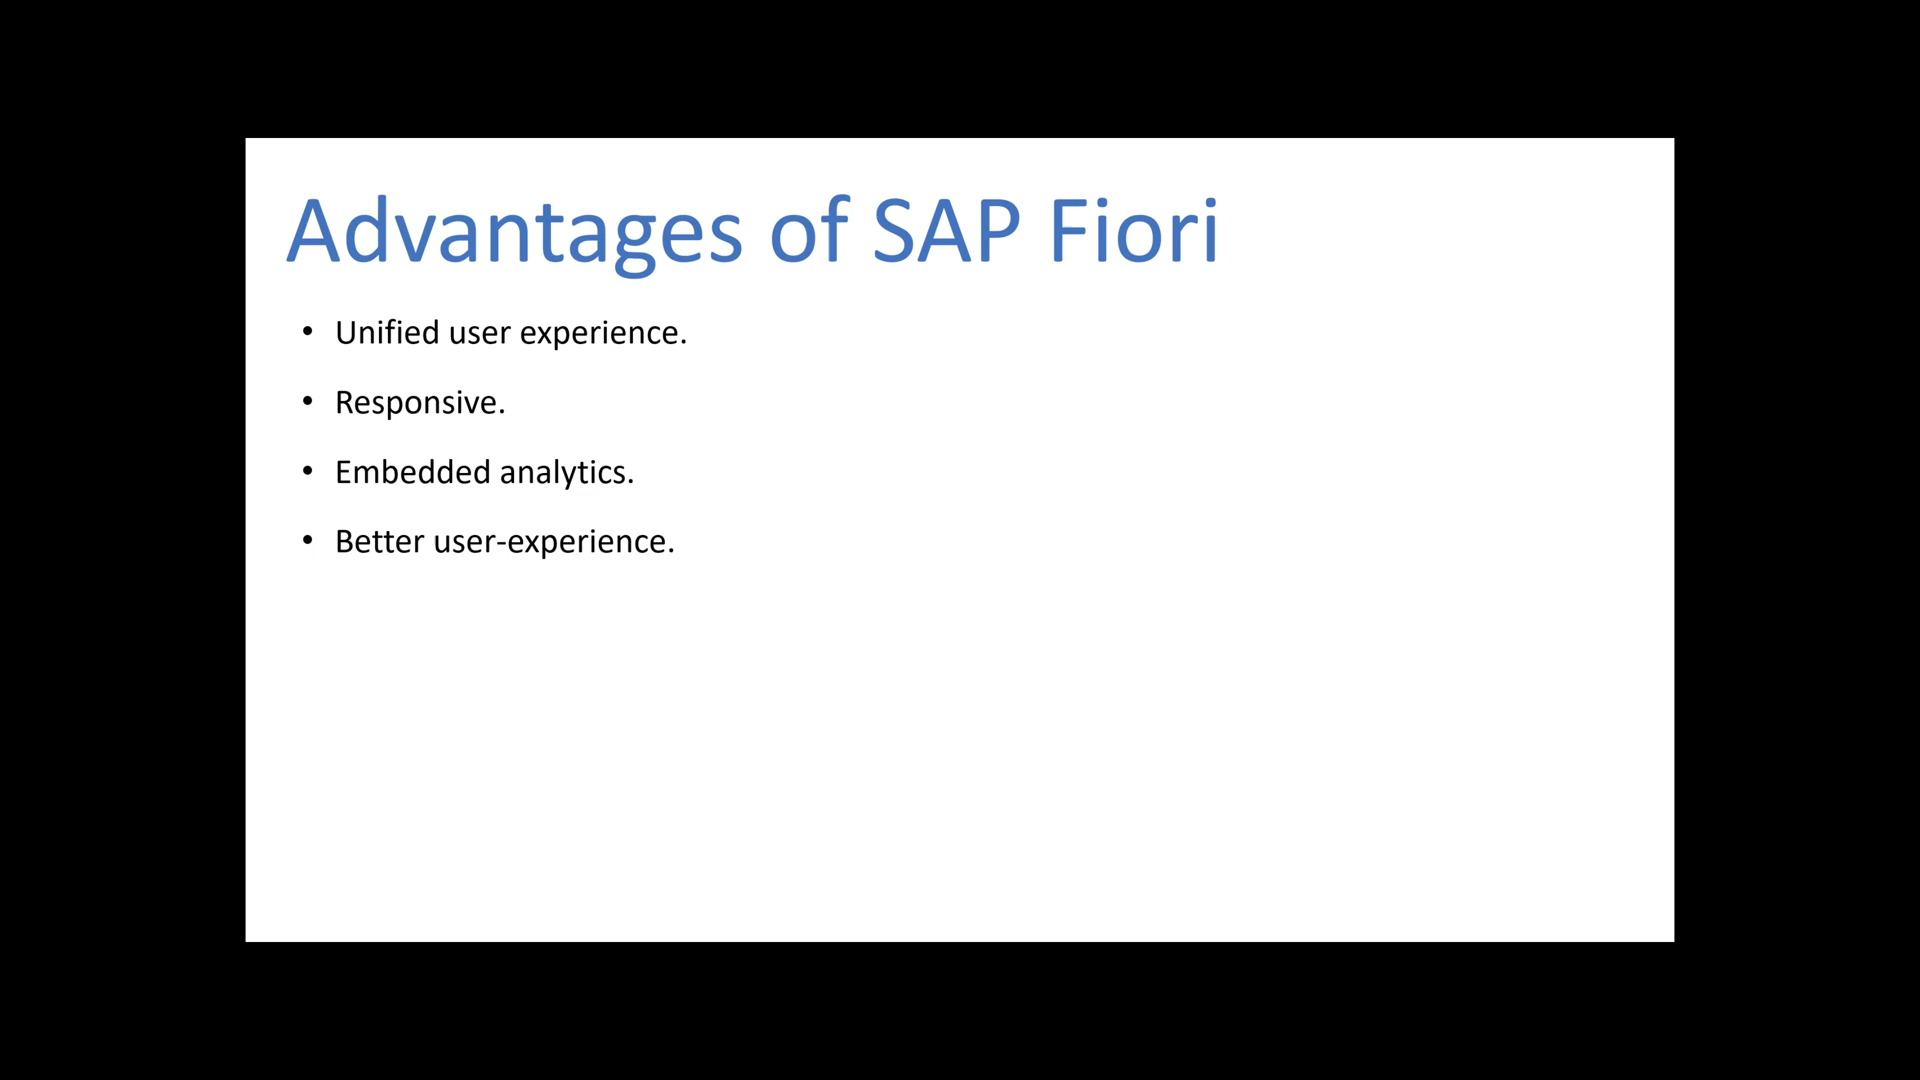 Advantages of SAP Fiori
• Unified user experience.
• Responsive.
• Embedded analytics.
• Better user-experience.